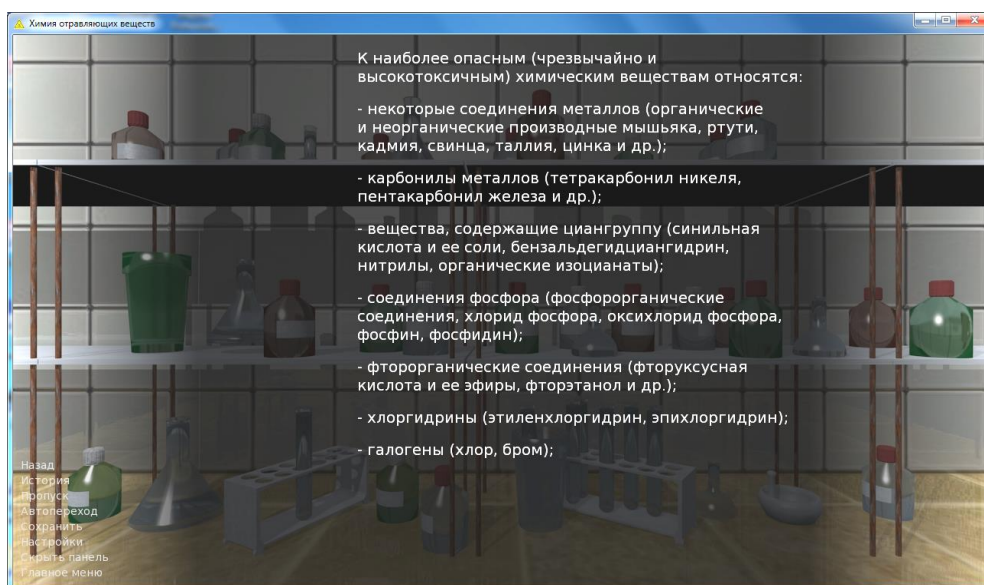 Химия отравляющих веществ
К наиболее опасным (чрезвычайно и
высокотоксичным) химическим веществам относятся:
- некоторые соединения металлов (органические
и неорганические производные мышьяка, ртути,
кадмия, свинца, таллия, цинка и др.);
- карбонилы металлов (тетракарбонил никеля,
пентакарбонил железа и др.);
- вещества, содержащие циангруппу (синильная
кислота и ее соли, бензальдегидциангидрин,
нитрилы, органические изоцианаты);
- соединения фосфора (фосфорорганические
соединения, хлорид фосфора, оксихлорид фосфора,
фосфин, фосфидин);
- фторорганические соединения (фторуксусная
кислота и ее эфиры, фторэтанол и др.);
- хлоргидрины (этиленхлоргидрин, эпихлоргидрин);
- галогены (хлор, бром);
Назад
История
Пропуск
Автопереход
Сохранить
Настройки
Скрыть панель
Главное меню